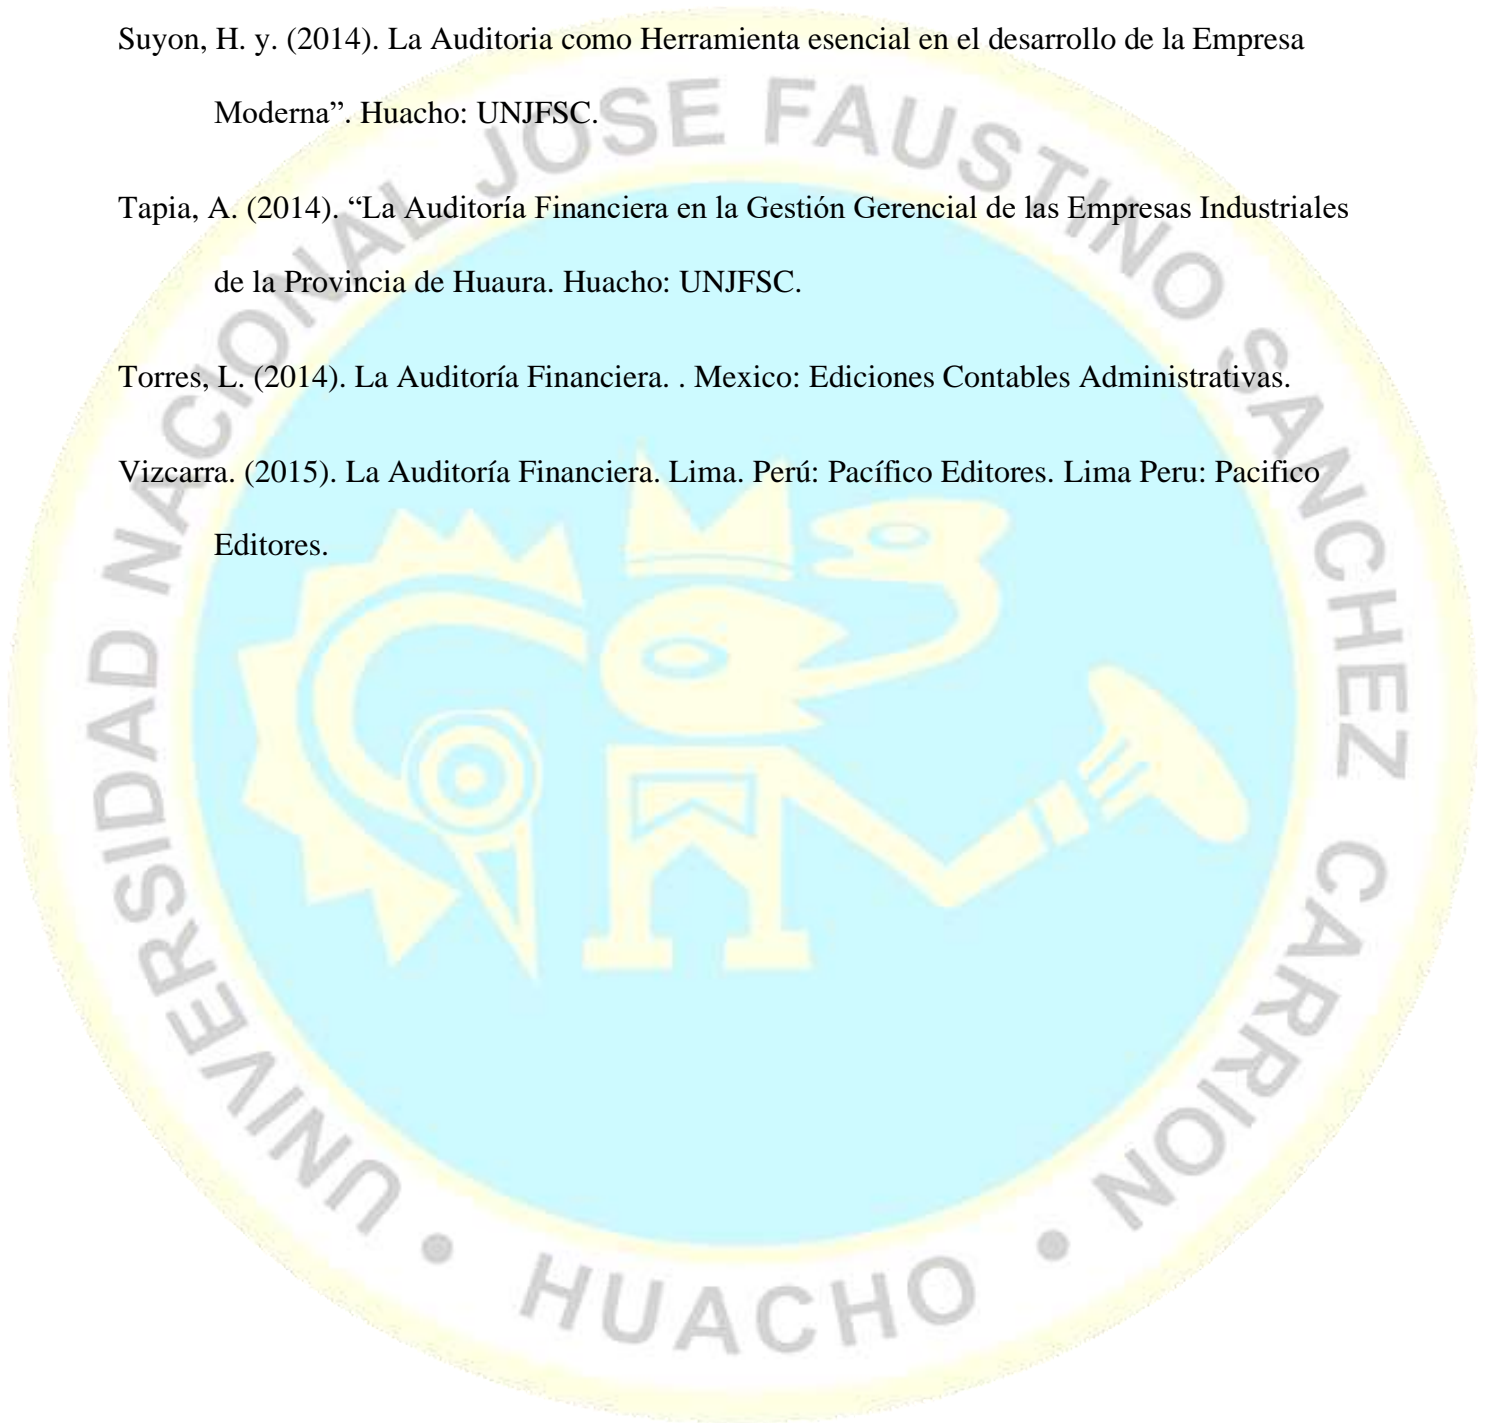 Suyon, H. y. (2014). La Auditoria como Herramienta esencial en el desarrollo de la Empresa
Moderna”. Huacho: UNJFSC.
Tapia, A. (2014). “La Auditoría Financiera en la Gestión Gerencial de las Empresas Industriales
de la Provincia de Huaura. Huacho: UNJFSC.
Torres, L. (2014). La Auditoría Financiera. . Mexico: Ediciones Contables Administrativas.
Vizcarra. (2015). La Auditoría Financiera. Lima. Perú: Pacífico Editores. Lima Peru: Pacifico
Editores.
UNIVERSIDAD NACIONAL JOSE FAUSTINO SANCHEZ CARRION
• HUACHO •